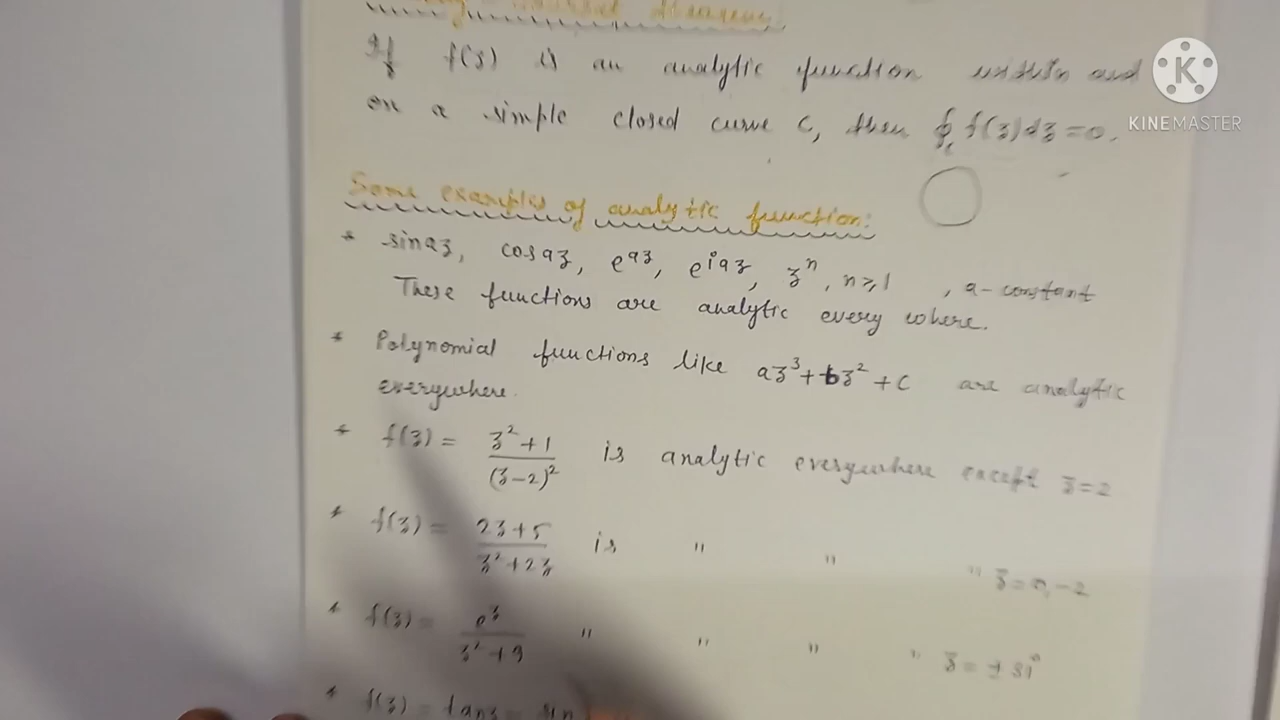 theorem:
If f(z) is an analytic function within and
on a simple closed curve C, then ∮c f(z)dz = 0.
KINEMASTER
Some examples of analytic function:
* sin az, cos az, e^az, e^iaz, z^n, n≥1, a-constant
These functions are analytic every where.
* Polynomial functions like az³+bz²+c are analytic
everywhere.
* f(z) = z²+1/(z-2)² is analytic everywhere except z=2
* f(z) = 2z+5/z²+2z is " " " z=0,-2
* f(z) = e^z/z²+9 " " " " z=±3i
* f(z) = tan z = sin